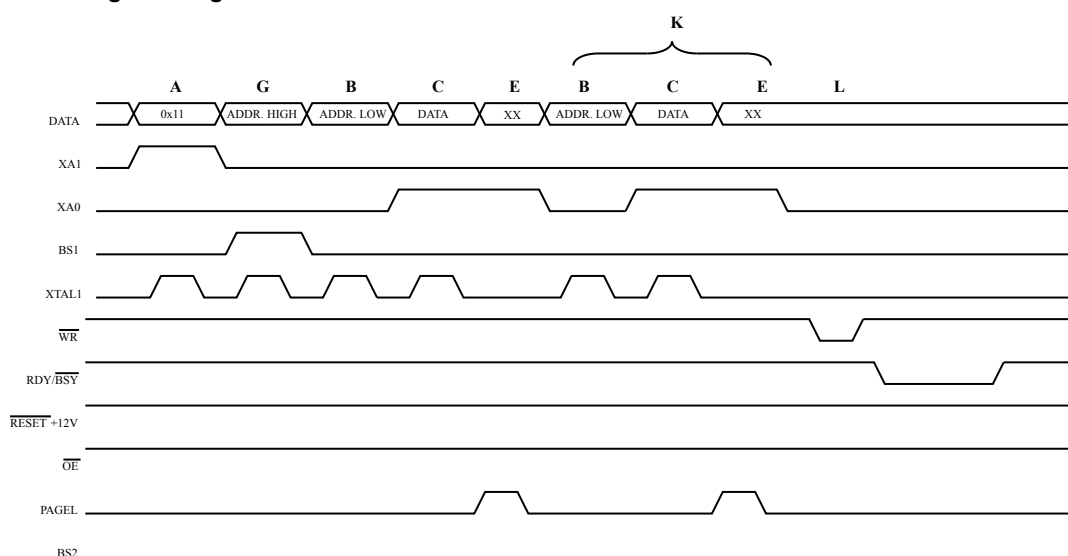 K
A G B C E B C E L
DATA 0x11 ADDR. HIGH ADDR. LOW DATA XX ADDR. LOW DATA XX
XA1
XA0
BS1
XTAL1
WR
RDY/BSY
RESET +12V
OE
PAGEL
BS2